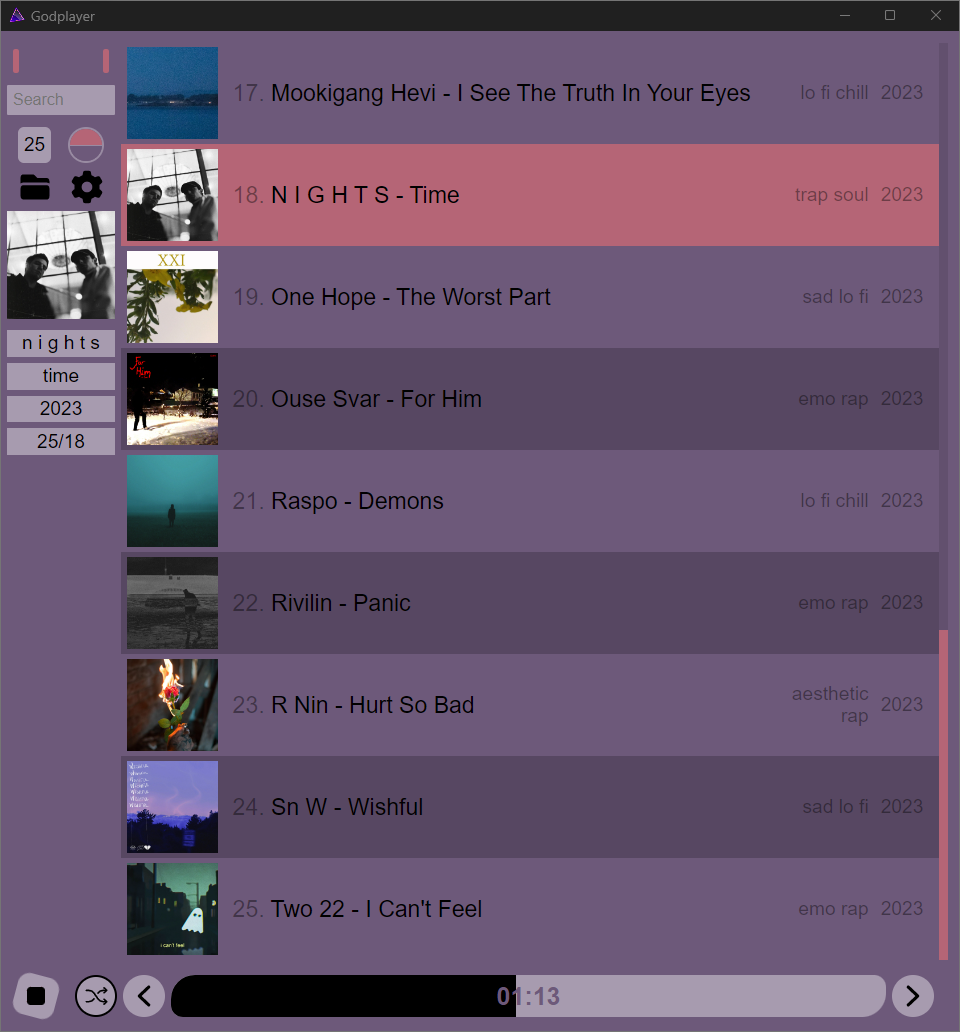 Godplayer
Search
25
n i g h t s
time
2023
25/18
17. Mookigang Hevi - I See The Truth In Your Eyes lo fi chill 2023
18. N I G H T S - Time trap soul 2023
XXI
19. One Hope - The Worst Part sad lo fi 2023
For
Him
20. Ouse Svar - For Him emo rap 2023
21. Raspo - Demons lo fi chill 2023
22. Rivilin - Panic emo rap 2023
23. R Nin - Hurt So Bad aesthetic
rap 2023
24. Sn W - Wishful sad lo fi 2023
25. Two 22 - I Can't Feel emo rap 2023
i can't feel
01:13